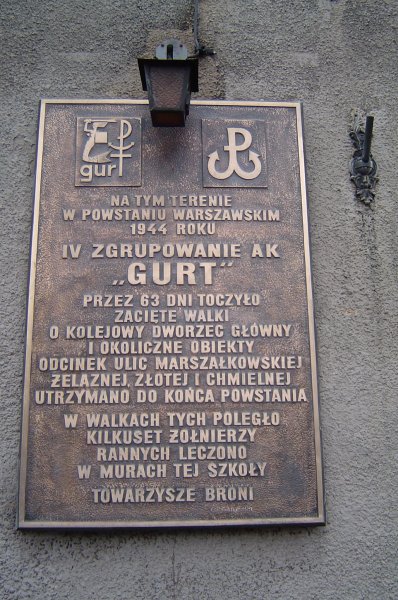 gurt
NA TYM TERENIE
W POWSTANIU WARSZAWSKIM
1944 ROKU
IV ZGRUPOWANIE AK
„GURT"
PRZEZ 63 DNI TOCZYŁO
ZACIĘTE WALKI
O KOLEJOWY DWORZEC GŁÓWNY
I OKOLICZNE OBIEKTY
ODCINEK ULIC MARSZAŁKOWSKIEJ
ŻELAZNEJ, ZŁOTEJ I CHMIELNEJ
UTRZYMANO DO KOŃCA POWSTANIA
W WALKACH TYCH POLEGŁO
KILKUSET ŻOŁNIERZY
RANNYCH LECZONO
W MURACH TEJ SZKOŁY
TOWARZYSZE BRONI